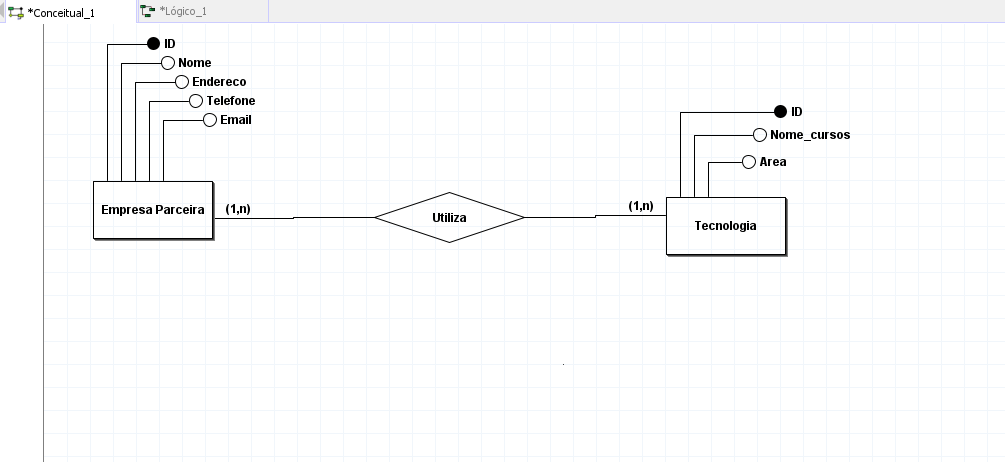 *Conceitual_1
*Lógico_1
ID
Nome
Endereco
Telefone
Email
ID
Nome_cursos
Area
Empresa Parceira
(1,n)
Utiliza
(1,n)
Tecnologia